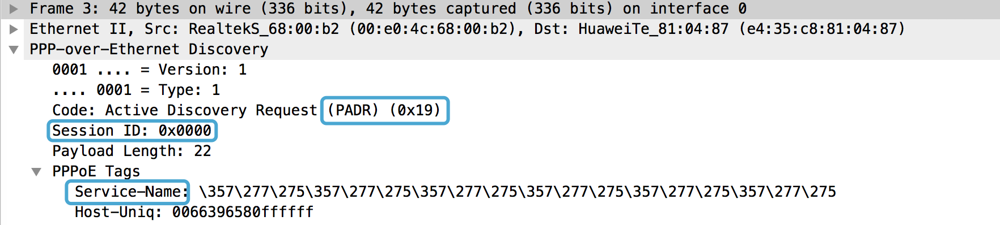 Frame 3: 42 bytes on wire (336 bits), 42 bytes captured (336 bits) on interface 0
Ethernet II, Src: RealtekS_68:00:b2 (00:e0:4c:68:00:b2), Dst: HuaweiTe_81:04:87 (e4:35:c8:81:04:87)
PPP-over-Ethernet Discovery
0001 .... = Version: 1
.... 0001 = Type: 1
Code: Active Discovery Request (PADR) (0x19)
Session ID: 0x0000
Payload Length: 22
PPPoE Tags
Service-Name: \357\277\275\357\277\275\357\277\275\357\277\275\357\277\275\357\277\275
Host-Uniq: 0066396580ffffff